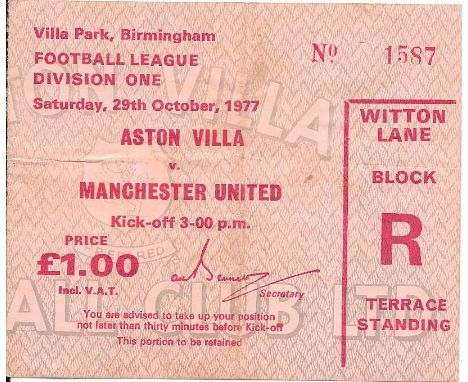 Villa Park, Birmingham
FOOTBALL LEAGUE
DIVISION ONE
Saturday, 29th October, 1977
ASTON VILLA
v.
MANCHESTER UNITED
Kick-off 3-00 p.m.
PRICE
£1.00
Incl. V.A.T.
Secretary
You are advised to take up your position
not later than thirty minutes before Kick-off
This portion to be retained
Nº 1587
WITTON
LANE
BLOCK
R
TERRACE
STANDING